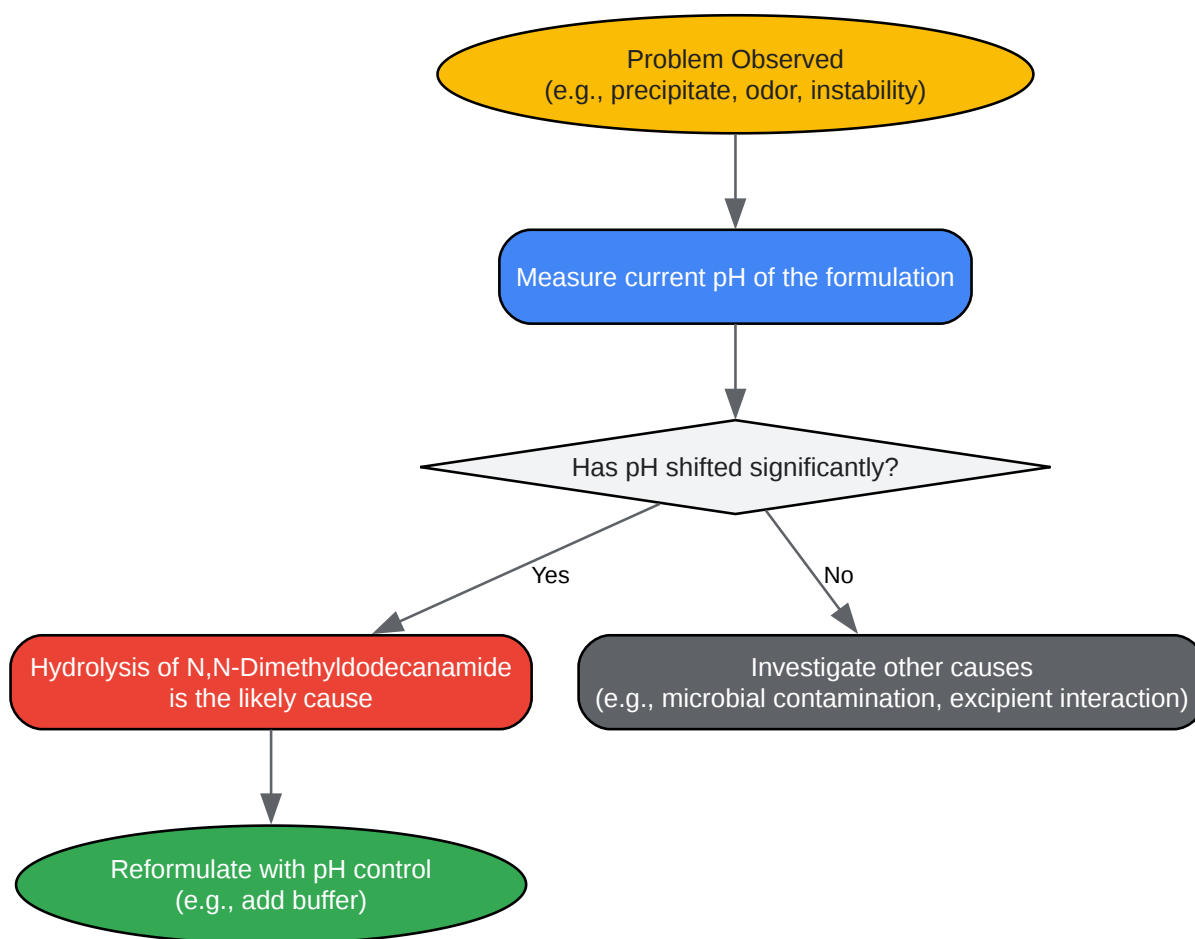 Problem Observed
(e.g., precipitate, odor, instability)
Measure current pH of the formulation
Has pH shifted significantly?
Yes
No
Hydrolysis of N,N-Dimethyldodecanamide
is the likely cause
Investigate other causes
(e.g., microbial contamination, excipient interaction)
Reformulate with pH control
(e.g., add buffer)